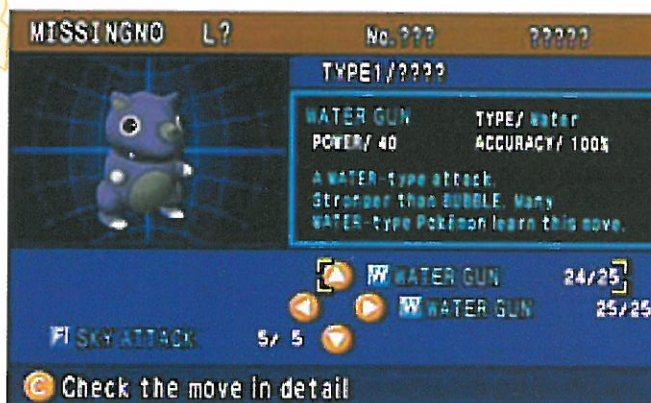 MISSINGNO L? No.??? ?????
TYPE1/????
WATER GUN TYPE/ Water
POWER/ 40 ACCURACY/ 100%
A WATER-type attack.
Stronger than BUBBLE. Many
WATER-type Pokémon learn this move.
W WATER GUN 24/25
W WATER GUN 25/25
FI SKY ATTACK 5/ 5
C Check the move in detail